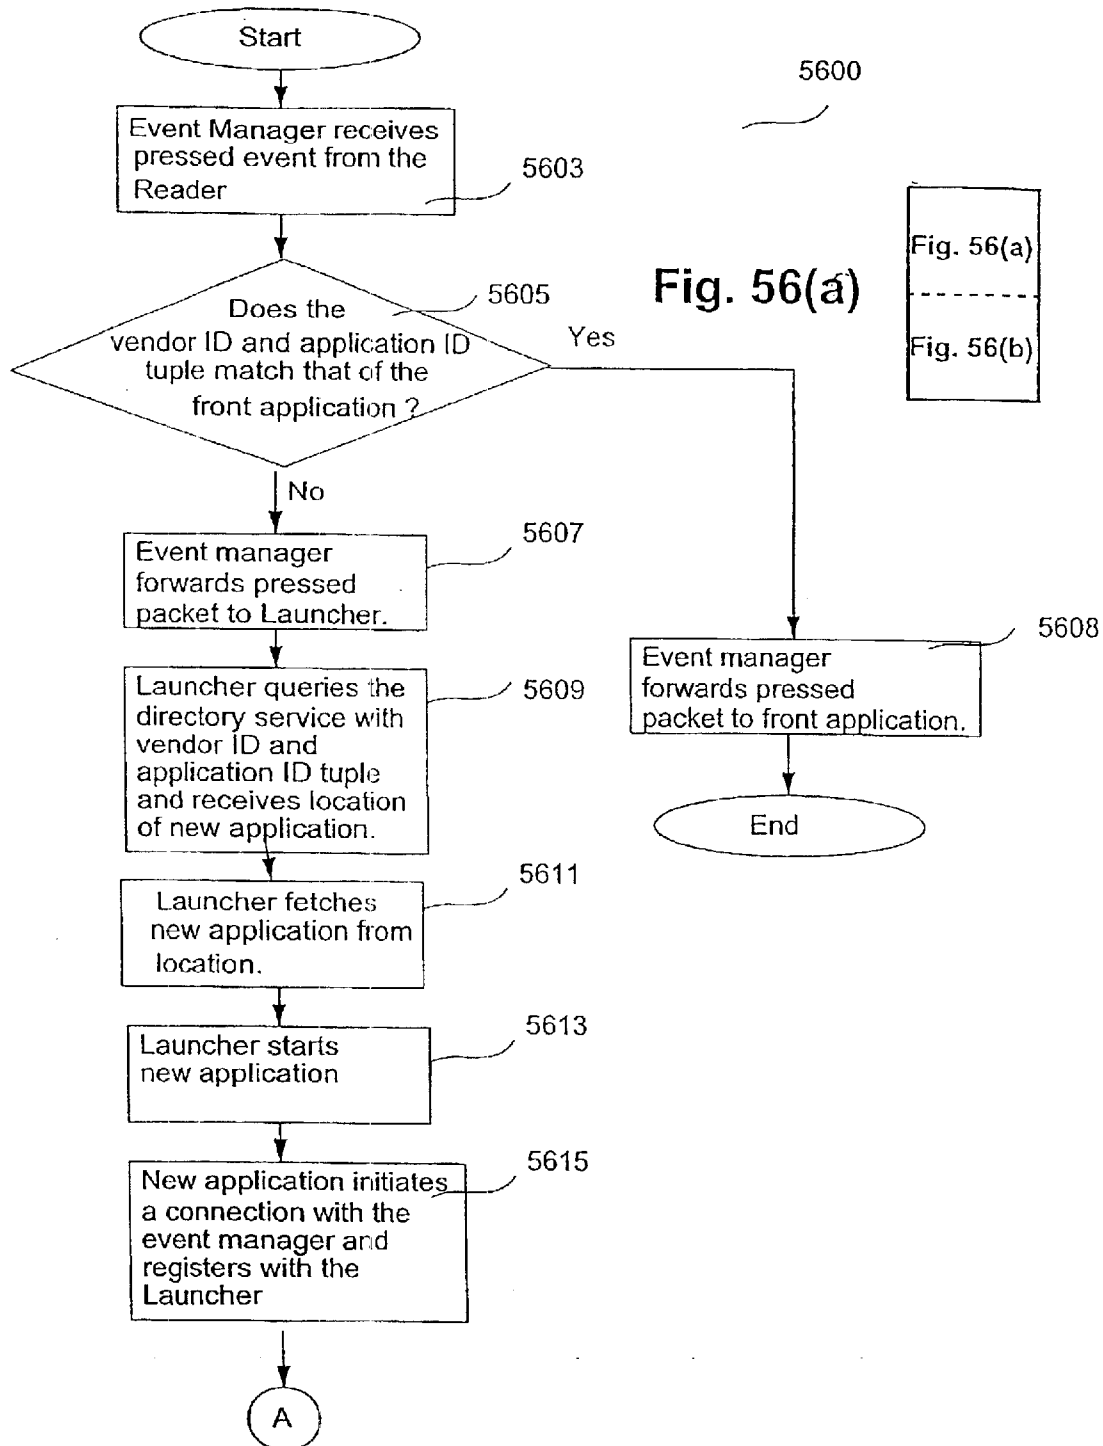 Start
5600
Event Manager receives
pressed event from the
Reader
5603
Fig. 56(a)
Fig. 56(a)
Fig. 56(b)
5605
Does the
vendor ID and application ID
tuple match that of the
front application ?
Yes
No
5607
Event manager
forwards pressed
packet to Launcher.
5608
Event manager
forwards pressed
packet to front application.
5609
Launcher queries the
directory service with
vendor ID and
application ID tuple
and receives location
of new application.
End
5611
Launcher fetches
new application from
location.
5613
Launcher starts
new application
5615
New application initiates
a connection with the
event manager and
registers with the
Launcher
A